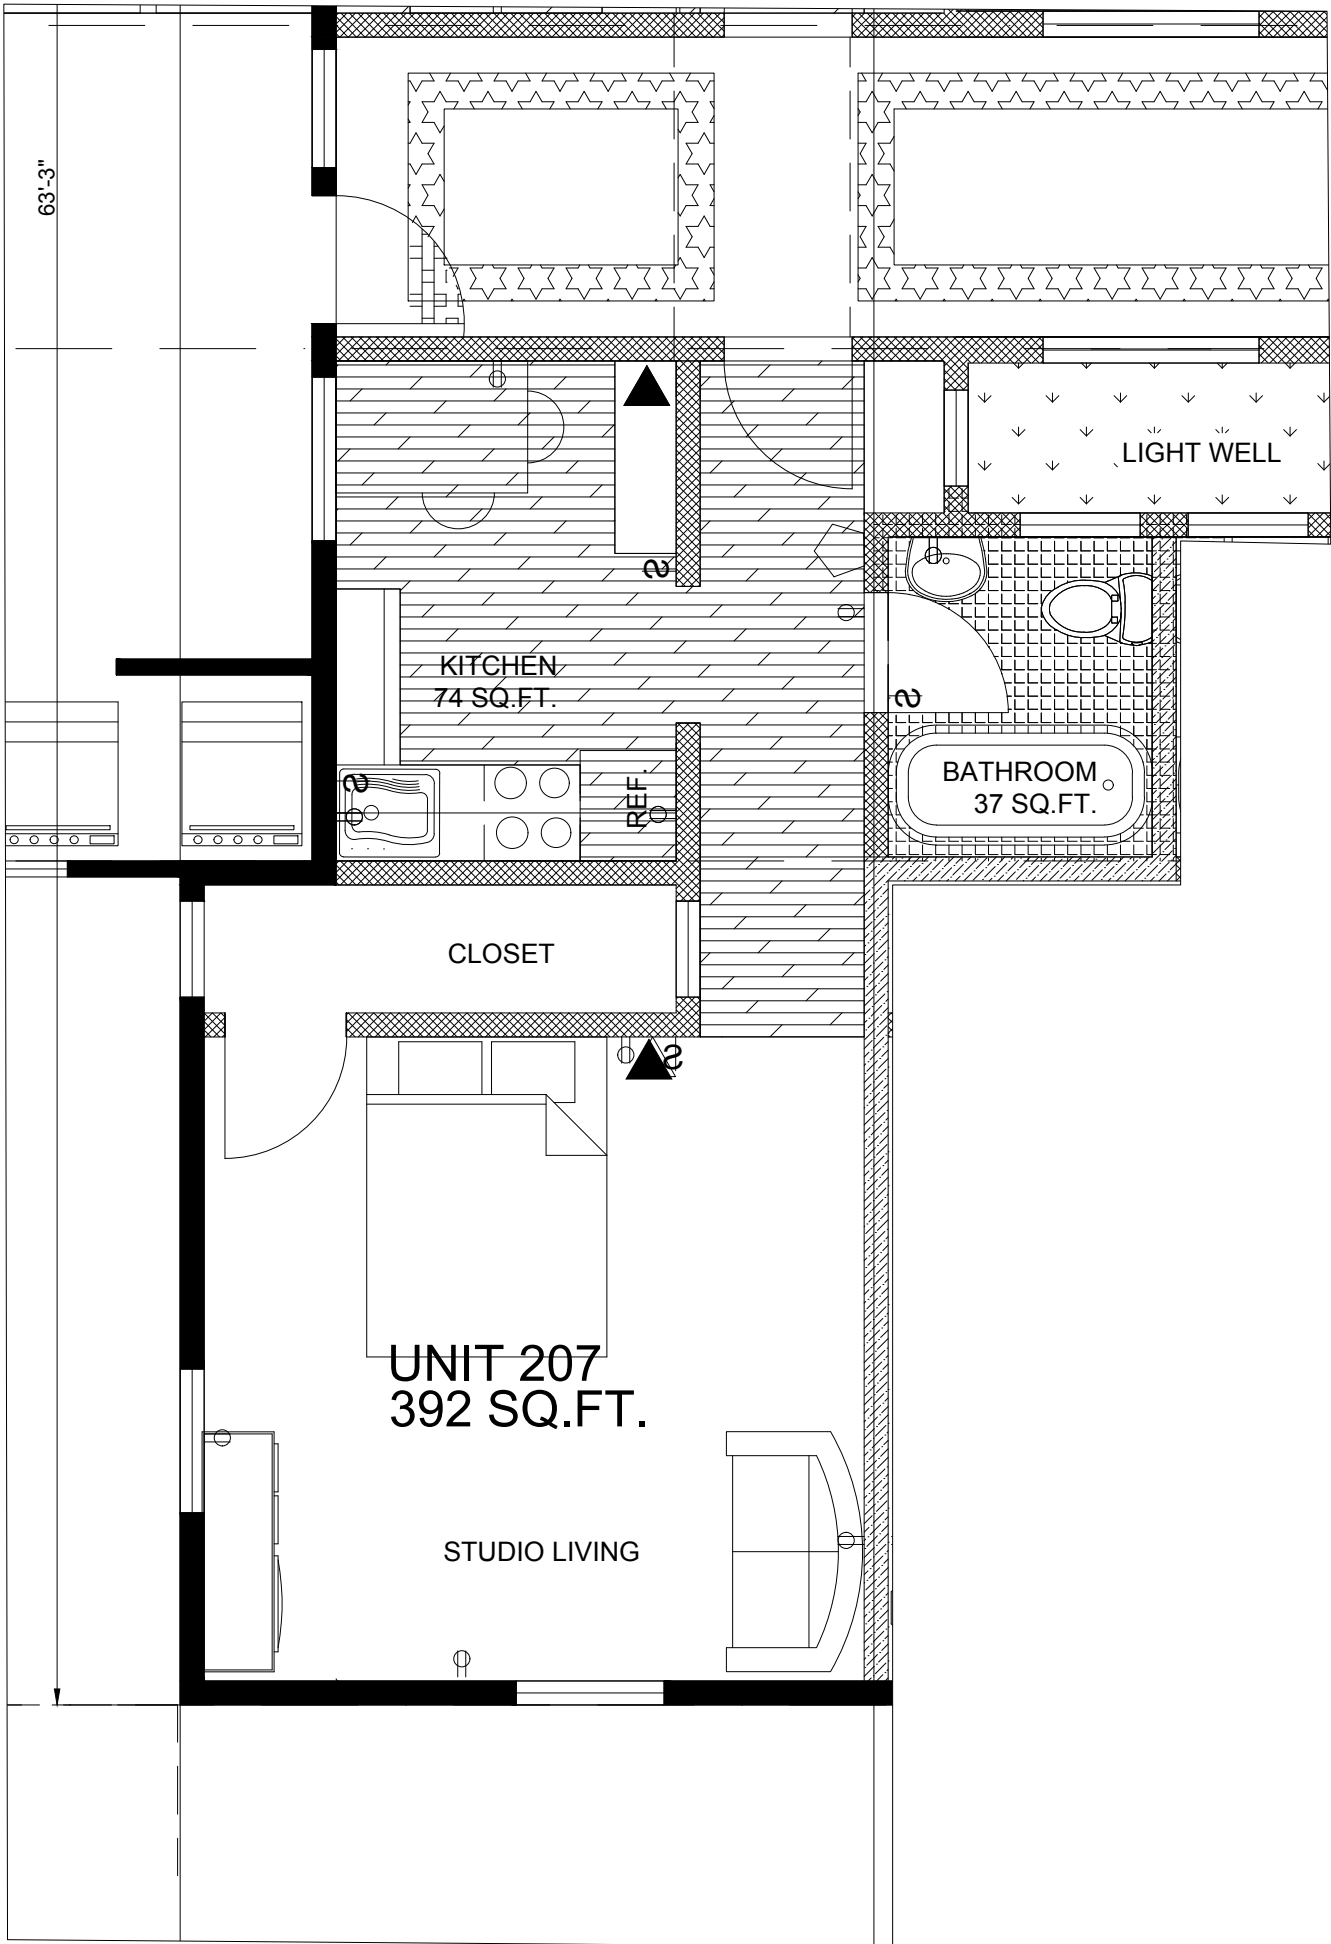 63'-3"
LIGHT WELL
S
KITCHEN
74 SQ.FT.
S
S
REF.
BATHROOM
37 SQ.FT.
CLOSET
S
UNIT 207
392 SQ.FT.
STUDIO LIVING